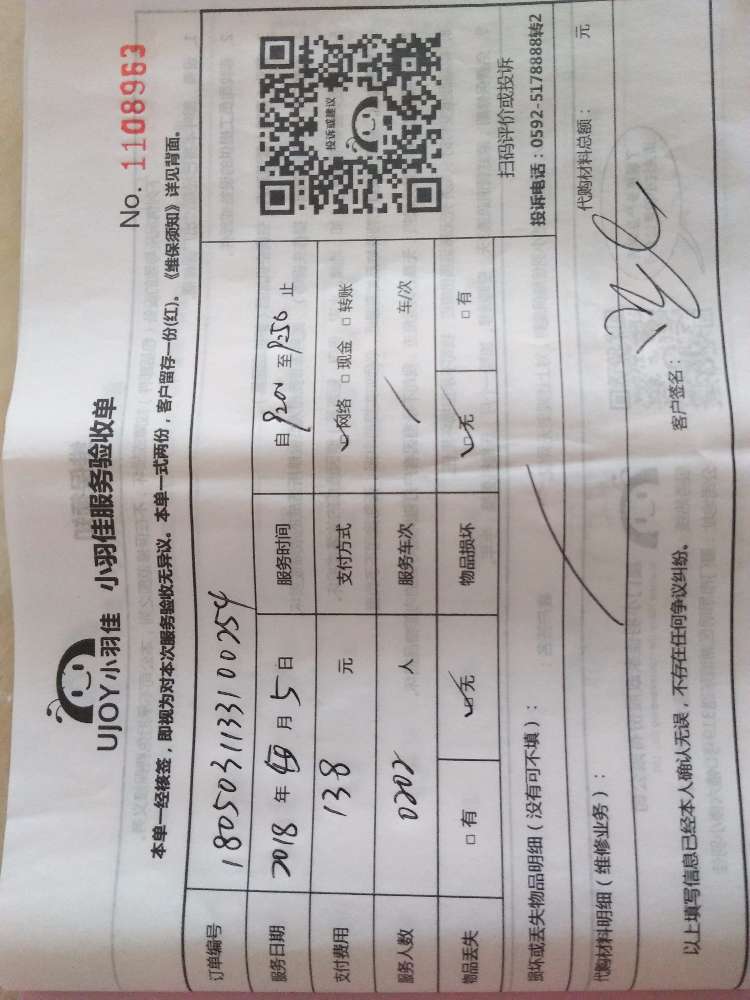 UJOY小羽佳 小羽佳服务验收单
No. 1108963
本单一经核签,即视为对本次服务验收无异议。本单一式两份,客户留存一份(红)。《维保须知》详见背面。
订单编号 1805031133100254
投诉或建议
服务日期 2018 年 月 5 日 服务时间 自 至 止
支付费用 138 元 支付方式 ☑网络 □现金 □转账
服务人数 0202 人 服务车次 / 车/次
物品丢失 □有 ☑无 物品损坏 ☑无 □有
扫码评价或投诉
投诉电话:0592-5178888转2
损坏或丢失物品明细(没有可不填):
代购材料明细(维修业务): 代购材料总额: 元
以上填写信息已经本人确认无误,不存在任何争议纠纷。 客户签名: